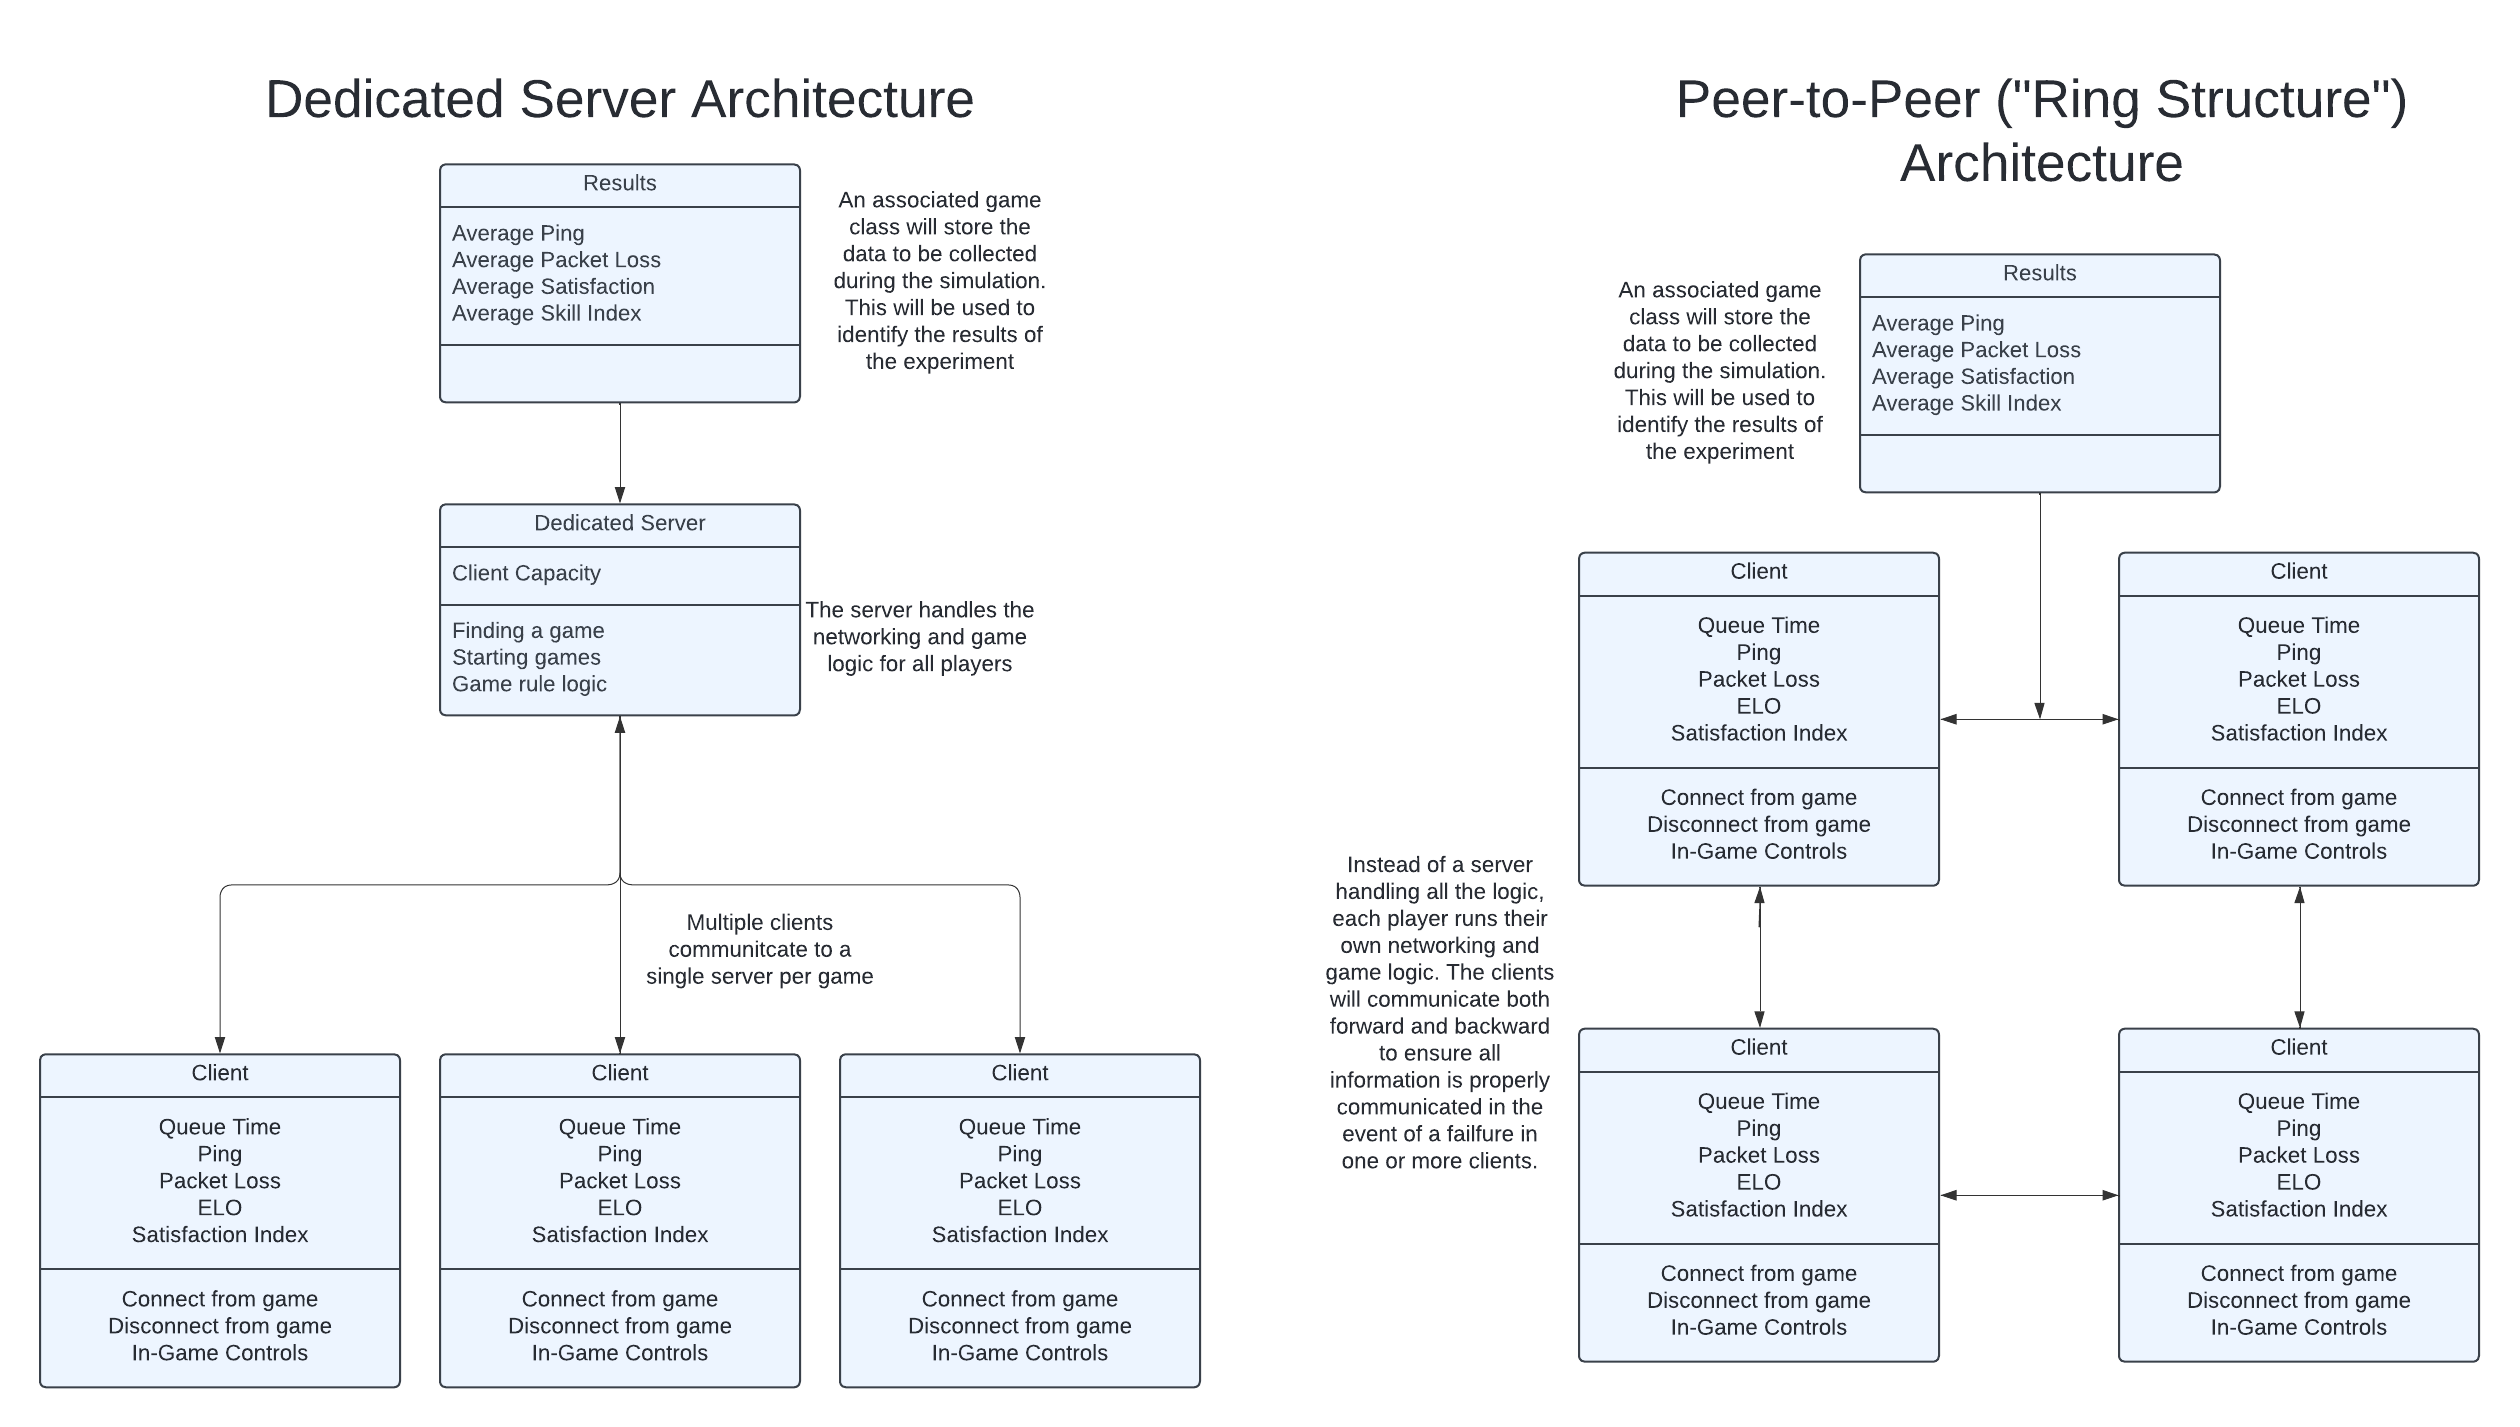 Dedicated Server Architecture
Results
Average Ping
Average Packet Loss
Average Satisfaction
Average Skill Index
An associated game
class will store the
data to be collected
during the simulation.
This will be used to
identify the results of
the experiment
Dedicated Server
Client Capacity
Finding a game
Starting games
Game rule logic
The server handles the
networking and game
logic for all players
Multiple clients
communitcate to a
single server per game
Client
Queue Time
Ping
Packet Loss
ELO
Satisfaction Index
Connect from game
Disconnect from game
In-Game Controls
Client
Queue Time
Ping
Packet Loss
ELO
Satisfaction Index
Connect from game
Disconnect from game
In-Game Controls
Client
Queue Time
Ping
Packet Loss
ELO
Satisfaction Index
Connect from game
Disconnect from game
In-Game Controls
Peer-to-Peer ("Ring Structure")
Architecture
An associated game
class will store the
data to be collected
during the simulation.
This will be used to
identify the results of
the experiment
Results
Average Ping
Average Packet Loss
Average Satisfaction
Average Skill Index
Client
Queue Time
Ping
Packet Loss
ELO
Satisfaction Index
Connect from game
Disconnect from game
In-Game Controls
Client
Queue Time
Ping
Packet Loss
ELO
Satisfaction Index
Connect from game
Disconnect from game
In-Game Controls
Instead of a server
handling all the logic,
each player runs their
own networking and
game logic. The clients
will communicate both
forward and backward
to ensure all
information is properly
communicated in the
event of a failfure in
one or more clients.
Client
Queue Time
Ping
Packet Loss
ELO
Satisfaction Index
Connect from game
Disconnect from game
In-Game Controls
Client
Queue Time
Ping
Packet Loss
ELO
Satisfaction Index
Connect from game
Disconnect from game
In-Game Controls